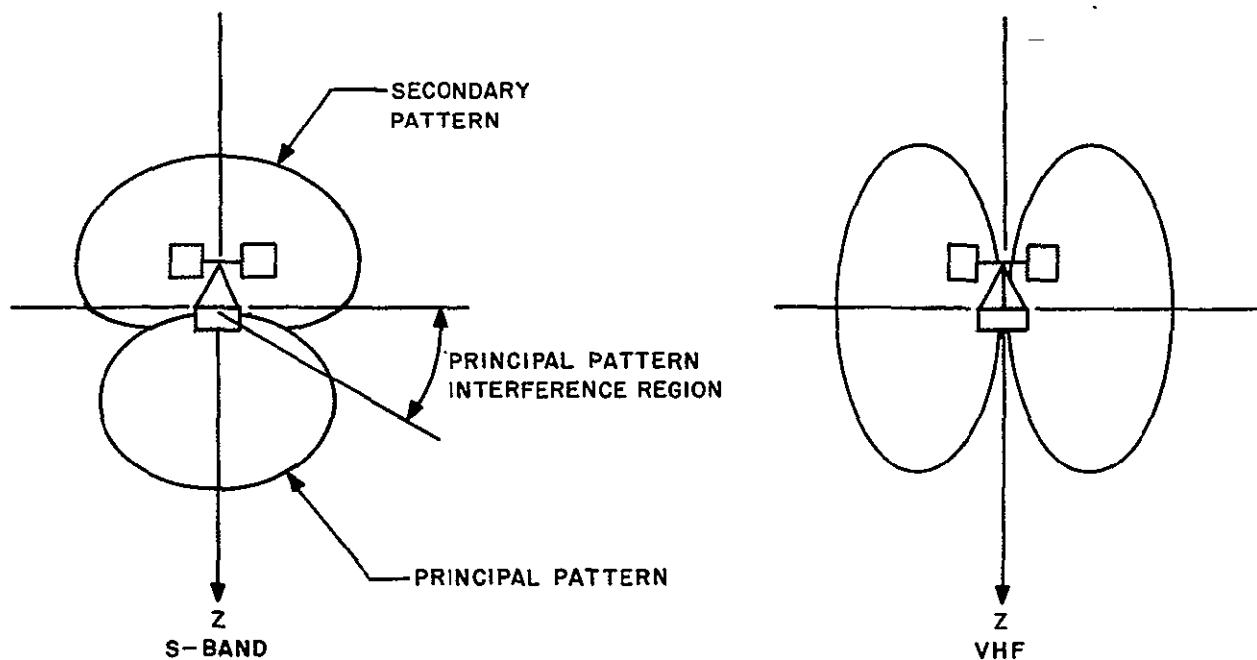 SECONDARY
PATTERN
PRINCIPAL PATTERN
INTERFERENCE REGION
PRINCIPAL PATTERN
Z
S-BAND
Z
VHF